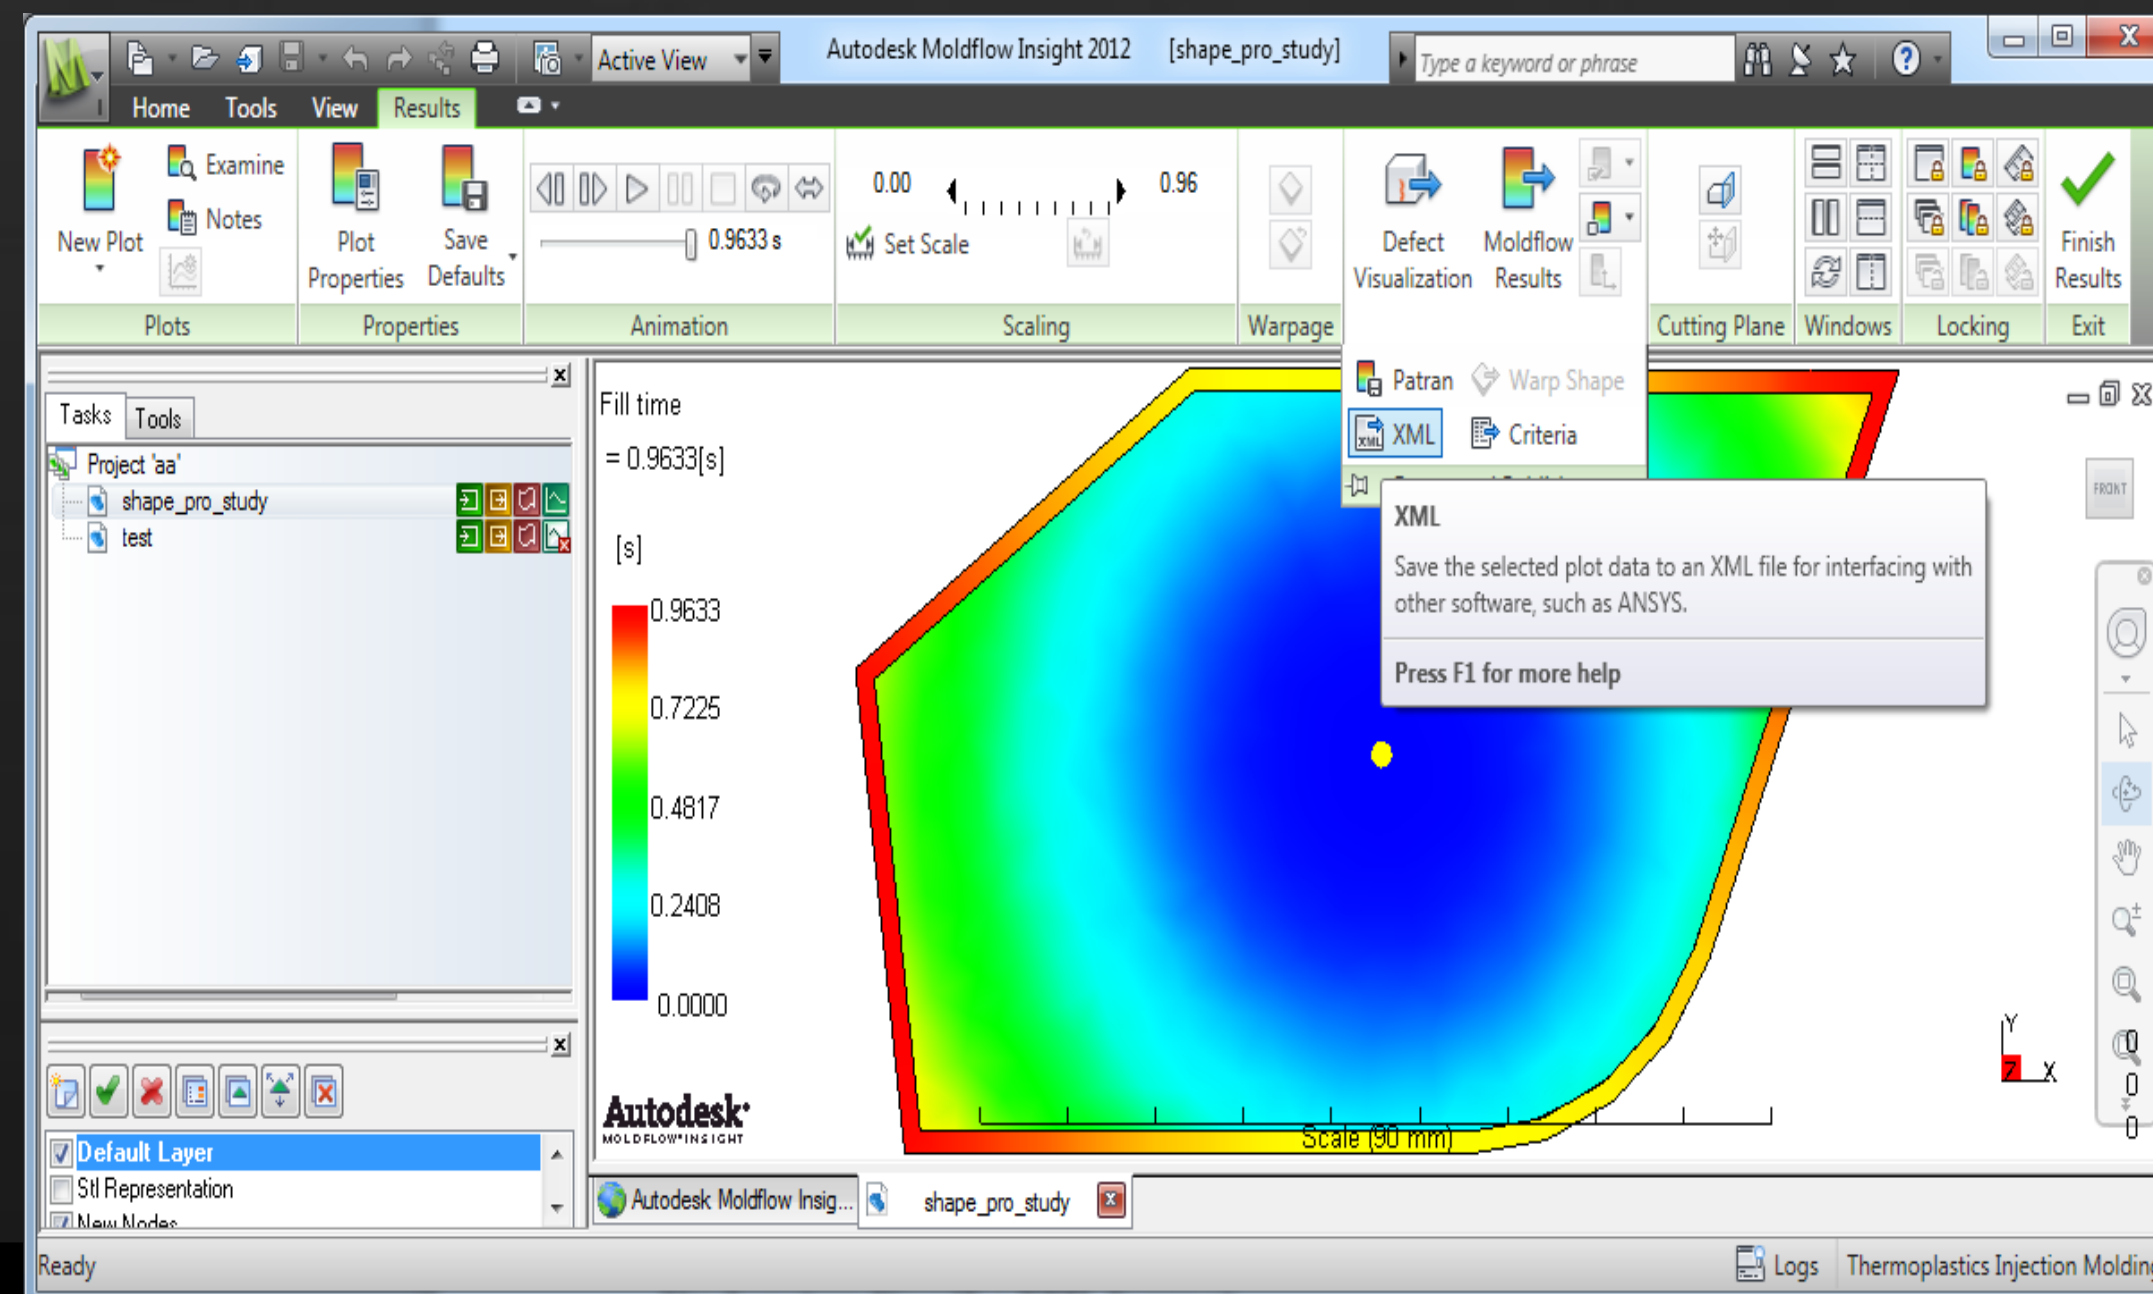 Active View
Autodesk Moldflow Insight 2012 [shape_pro_study]
Type a keyword or phrase
Home Tools View Results
New Plot
Examine
Notes
Plots
Plot Properties
Save Defaults
Properties
0.9633 s
Animation
0.00 0.96
Set Scale
Scaling
Warpage
Defect Visualization
Moldflow Results
Cutting Plane
Windows
Locking
Finish Results
Exit
Patran Warp Shape
XML XML Criteria
XML
Save the selected plot data to an XML file for interfacing with
other software, such as ANSYS.
Press F1 for more help
Tasks Tools
Project 'aa'
shape_pro_study
test
Fill time
= 0.9633[s]
[s]
0.9633
0.7225
0.4817
0.2408
0.0000
FRONT
Autodesk
MOLDFLOW INSIGHT
Scale (90 mm)
Y
Z X
0
0
0
Default Layer
Stl Representation
New Nodes
Autodesk Moldflow Insig...
shape_pro_study
Ready
Logs
Thermoplastics Injection Molding